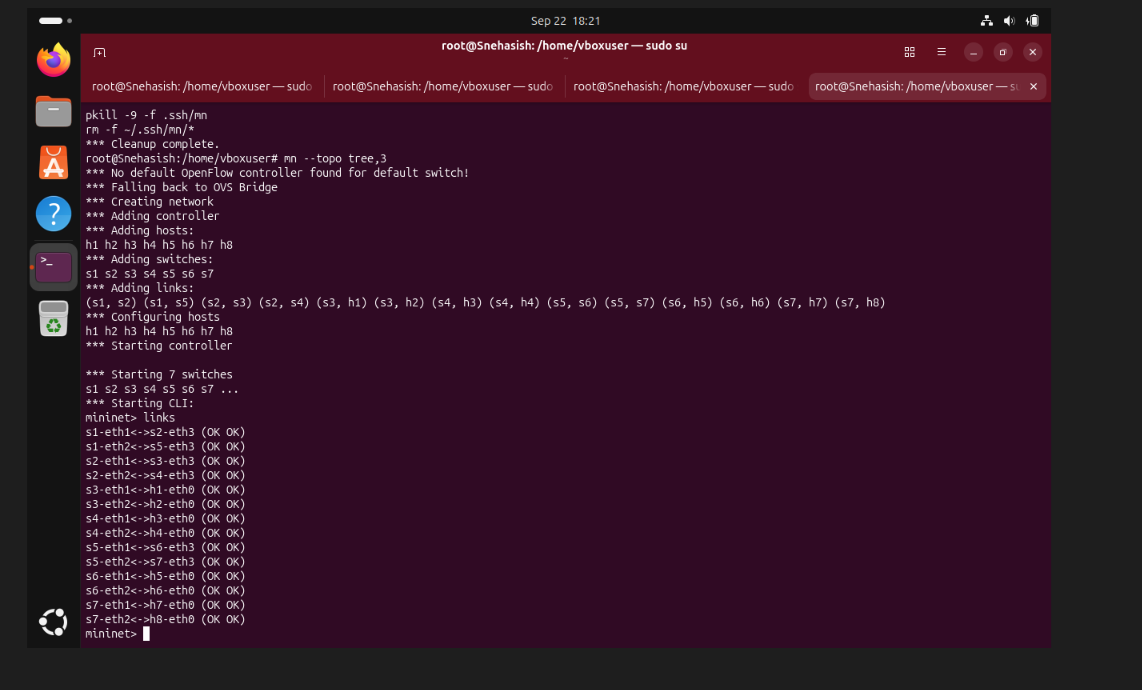 Sep 22 18:21
root@Snehasish: /home/vboxuser — sudo su
root@Snehasish: /home/vboxuser — sudo
root@Snehasish: /home/vboxuser — sudo
root@Snehasish: /home/vboxuser — sudo
root@Snehasish: /home/vboxuser — su
pkill -9 -f .ssh/mn
rm -f ~/.ssh/mn/*
*** Cleanup complete.
root@Snehasish:/home/vboxuser# mn --topo tree,3
*** No default OpenFlow controller found for default switch!
*** Falling back to OVS Bridge
*** Creating network
*** Adding controller
*** Adding hosts:
h1 h2 h3 h4 h5 h6 h7 h8
*** Adding switches:
s1 s2 s3 s4 s5 s6 s7
*** Adding links:
(s1, s2) (s1, s5) (s2, s3) (s2, s4) (s3, h1) (s3, h2) (s4, h3) (s4, h4) (s5, s6) (s5, s7) (s6, h5) (s6, h6) (s7, h7) (s7, h8)
*** Configuring hosts
h1 h2 h3 h4 h5 h6 h7 h8
*** Starting controller
*** Starting 7 switches
s1 s2 s3 s4 s5 s6 s7 ...
*** Starting CLI:
mininet> links
s1-eth1<->s2-eth3 (OK OK)
s1-eth2<->s5-eth3 (OK OK)
s2-eth1<->s3-eth3 (OK OK)
s2-eth2<->s4-eth3 (OK OK)
s3-eth1<->h1-eth0 (OK OK)
s3-eth2<->h2-eth0 (OK OK)
s4-eth1<->h3-eth0 (OK OK)
s4-eth2<->h4-eth0 (OK OK)
s5-eth1<->s6-eth3 (OK OK)
s5-eth2<->s7-eth3 (OK OK)
s6-eth1<->h5-eth0 (OK OK)
s6-eth2<->h6-eth0 (OK OK)
s7-eth1<->h7-eth0 (OK OK)
s7-eth2<->h8-eth0 (OK OK)
mininet>